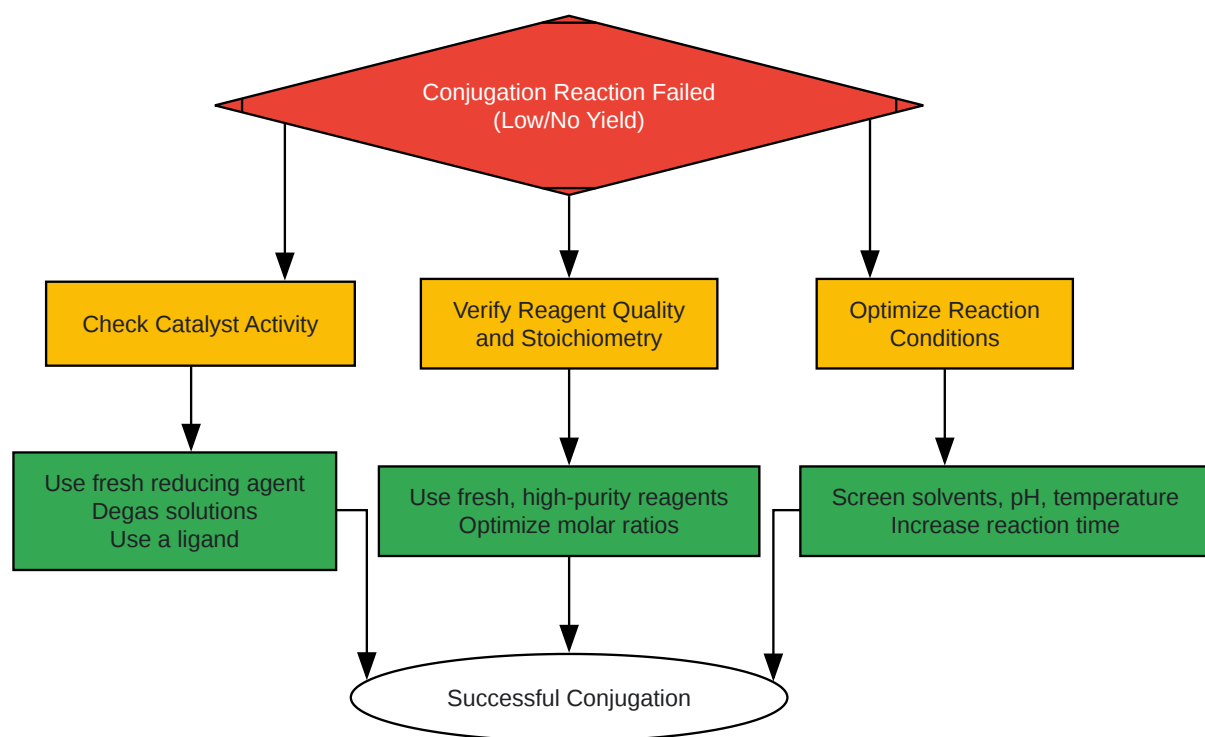 Conjugation Reaction Failed
(Low/No Yield)
Check Catalyst Activity
Verify Reagent Quality
and Stoichiometry
Optimize Reaction
Conditions
Use fresh reducing agent
Degas solutions
Use a ligand
Use fresh, high-purity reagents
Optimize molar ratios
Screen solvents, pH, temperature
Increase reaction time
Successful Conjugation